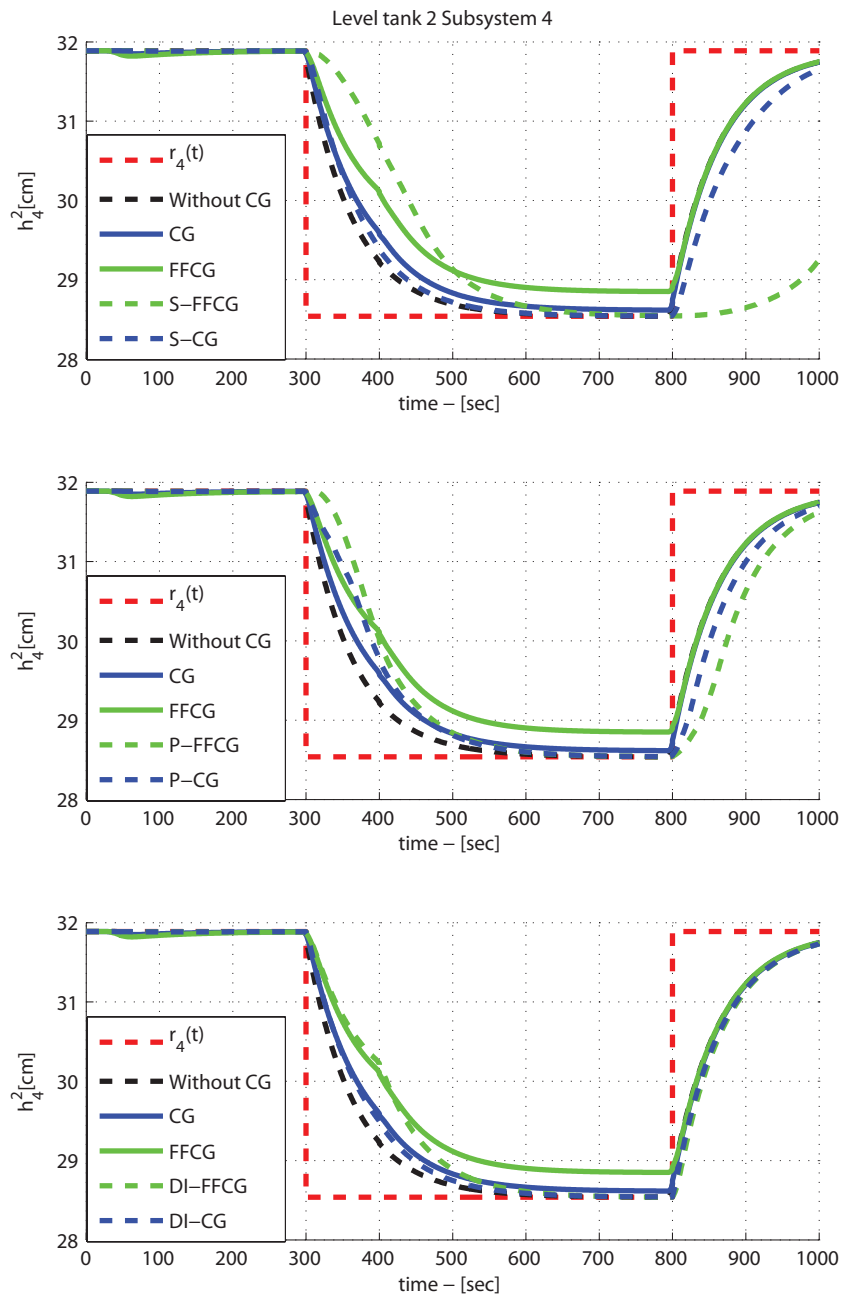 Level tank 2 Subsystem 4
32
31
30
29
28
h₄²[cm]
r₄(t)
Without CG
CG
FFCG
S−FFCG
S−CG
0 100 200 300 400 500 600 700 800 900 1000
time − [sec]
32
31
30
29
28
h₄²[cm]
r₄(t)
Without CG
CG
FFCG
P−FFCG
P−CG
0 100 200 300 400 500 600 700 800 900 1000
time − [sec]
32
31
30
29
28
h₄²[cm]
r₄(t)
Without CG
CG
FFCG
DI−FFCG
DI−CG
0 100 200 300 400 500 600 700 800 900 1000
time − [sec]